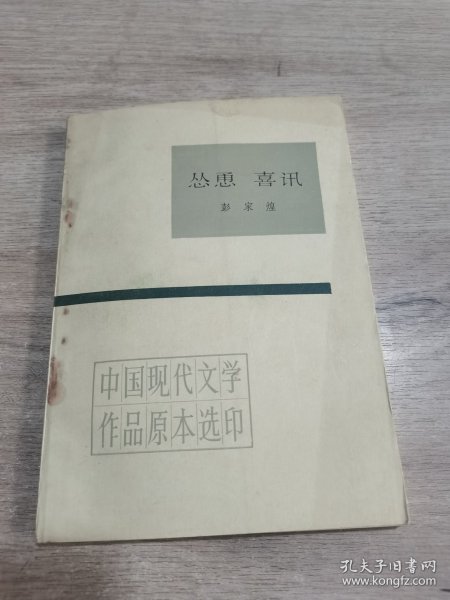 怂恿 喜讯
彭家煌
中国现代文学
作品原本选印
孔夫子旧书网
www.kongfz.com